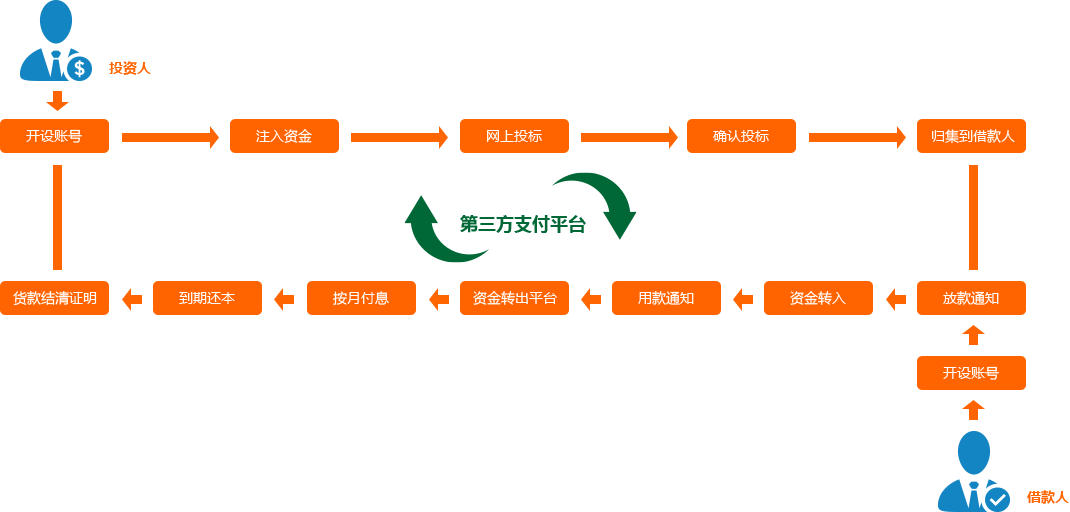 投资人
开设账号
注入资金
网上投标
确认投标
归集到借款人
第三方支付平台
货款结清证明
到期还本
按月付息
资金转出平台
用款通知
资金转入
放款通知
开设账号
借款人